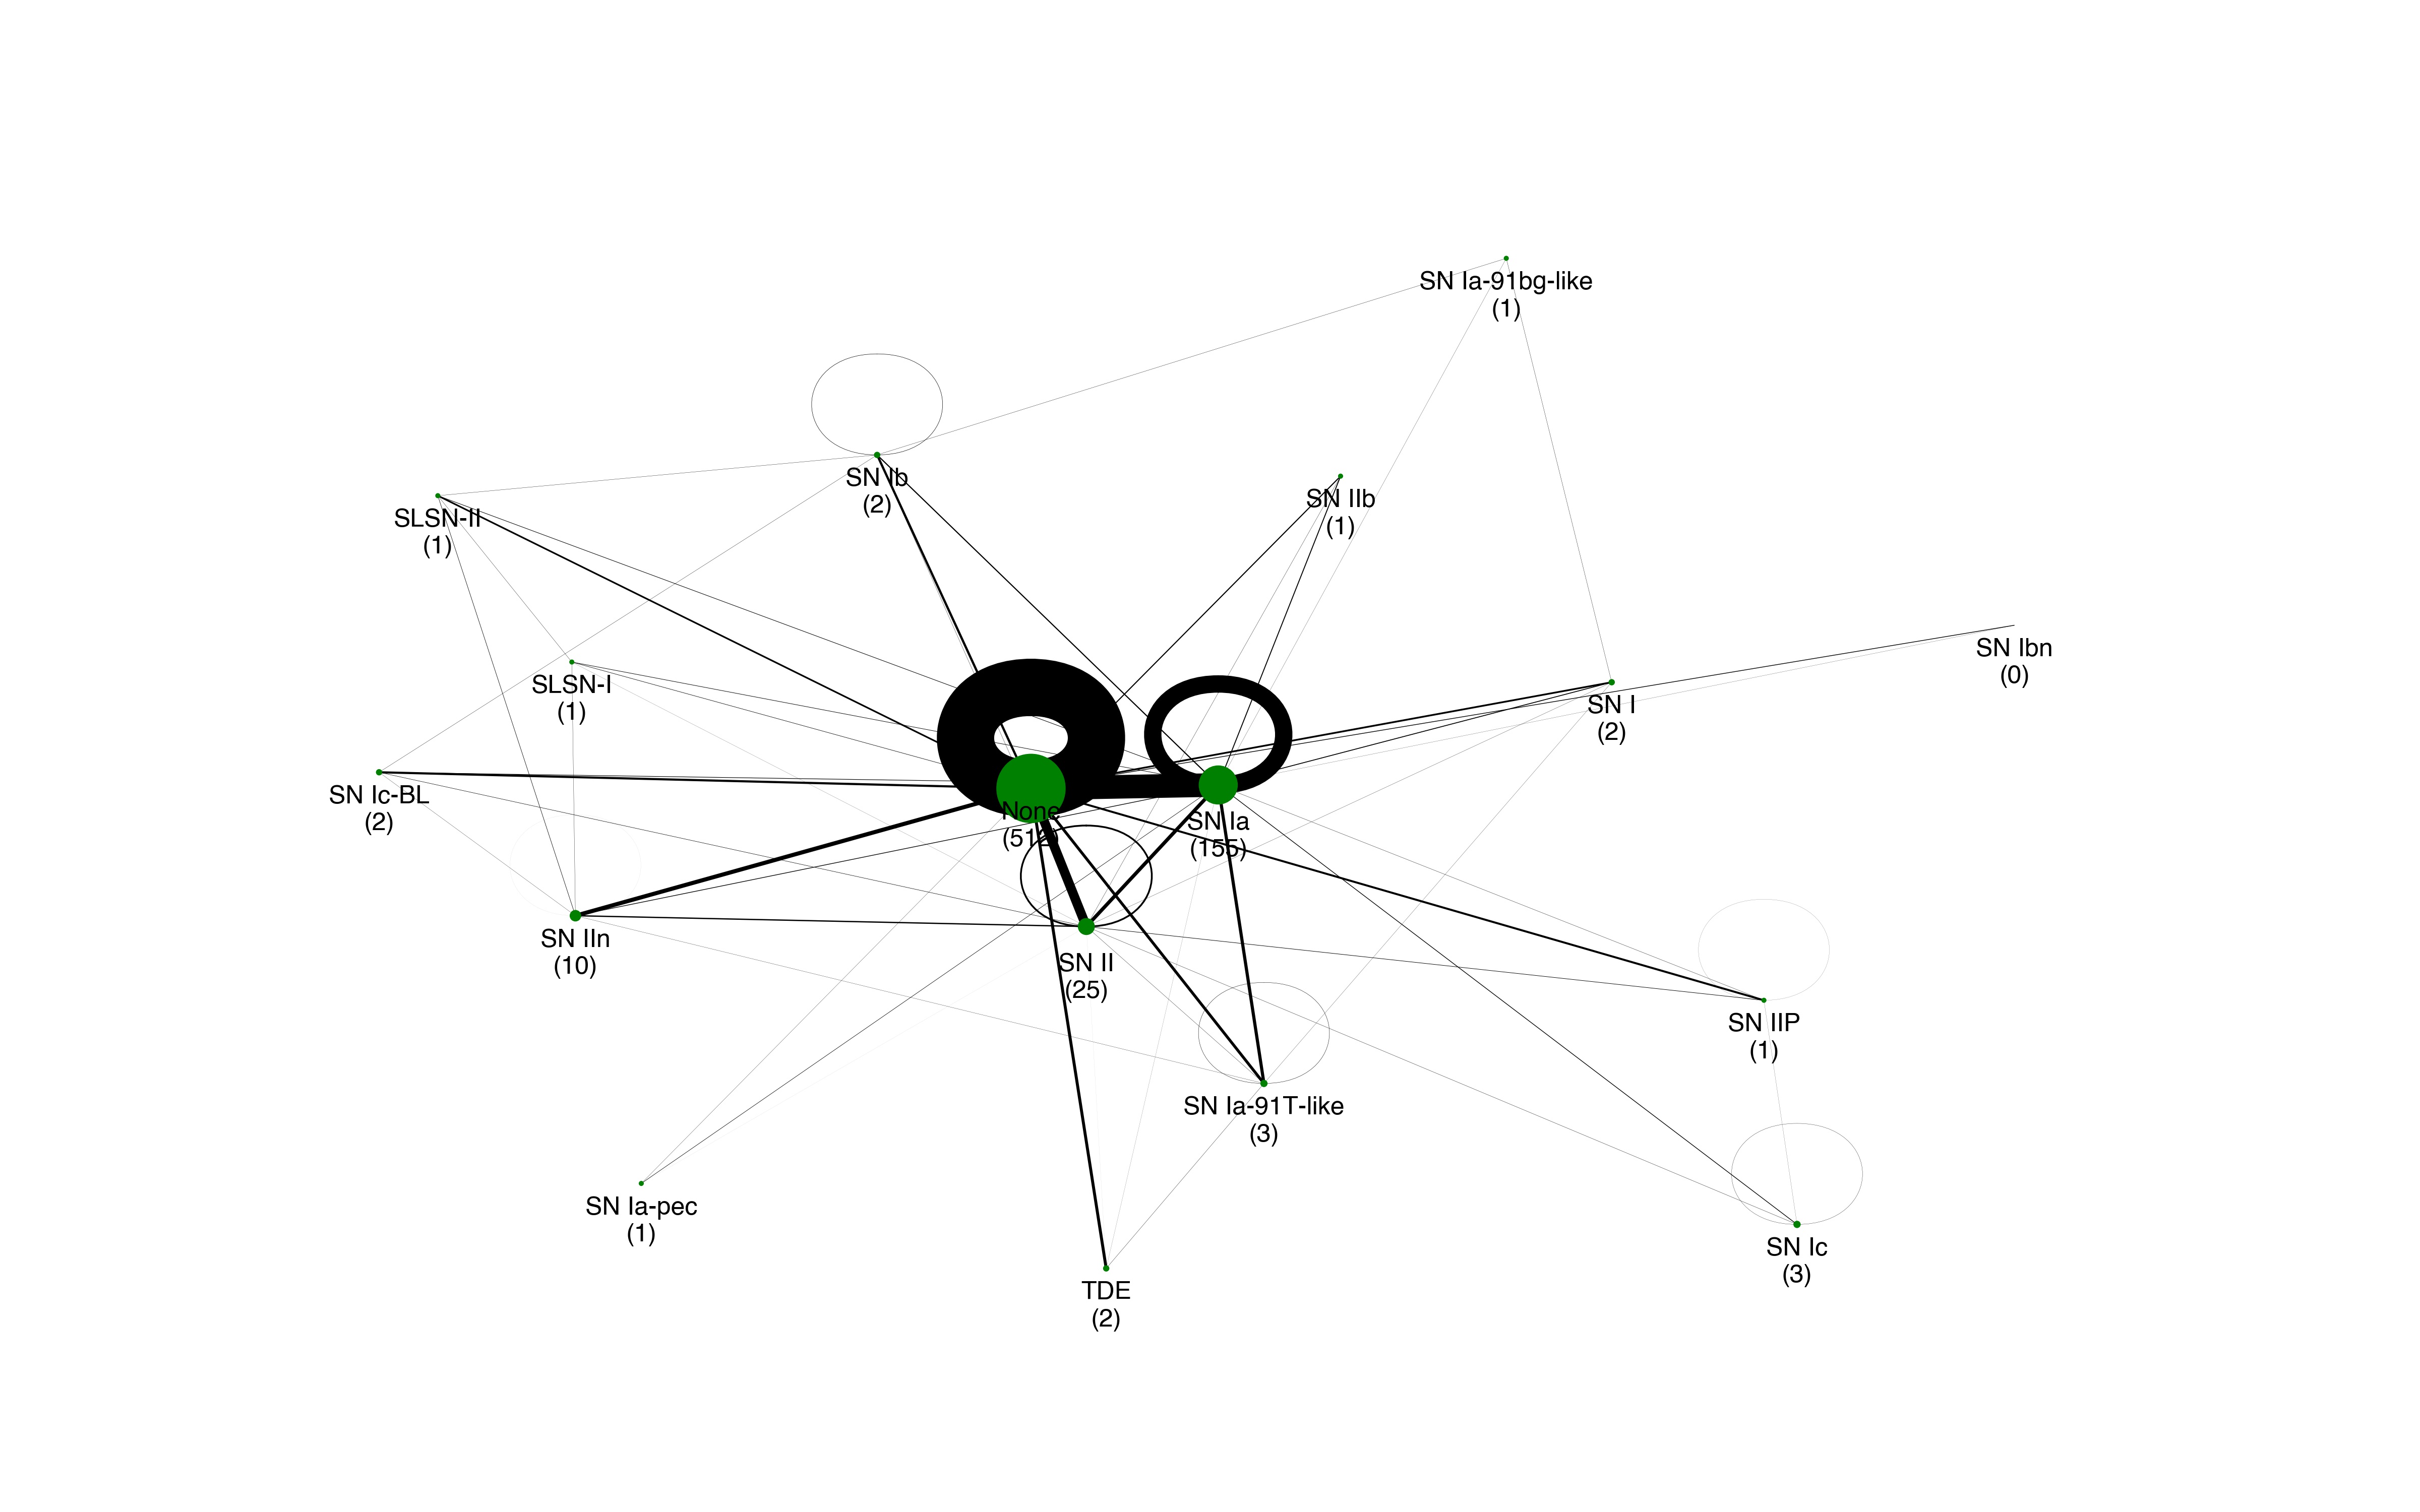 SN Ia-91bg-like
(1)
SN Ib
(2)
SN IIb
(1)
SLSN-II
(1)
SN Ibn
(0)
SLSN-I
(1)
SN I
(2)
SN Ic-BL
(2)
None
(512)
SN Ia
(155)
SN IIn
(10)
SN II
(25)
SN IIP
(1)
SN Ia-91T-like
(3)
SN Ia-pec
(1)
SN Ic
(3)
TDE
(2)